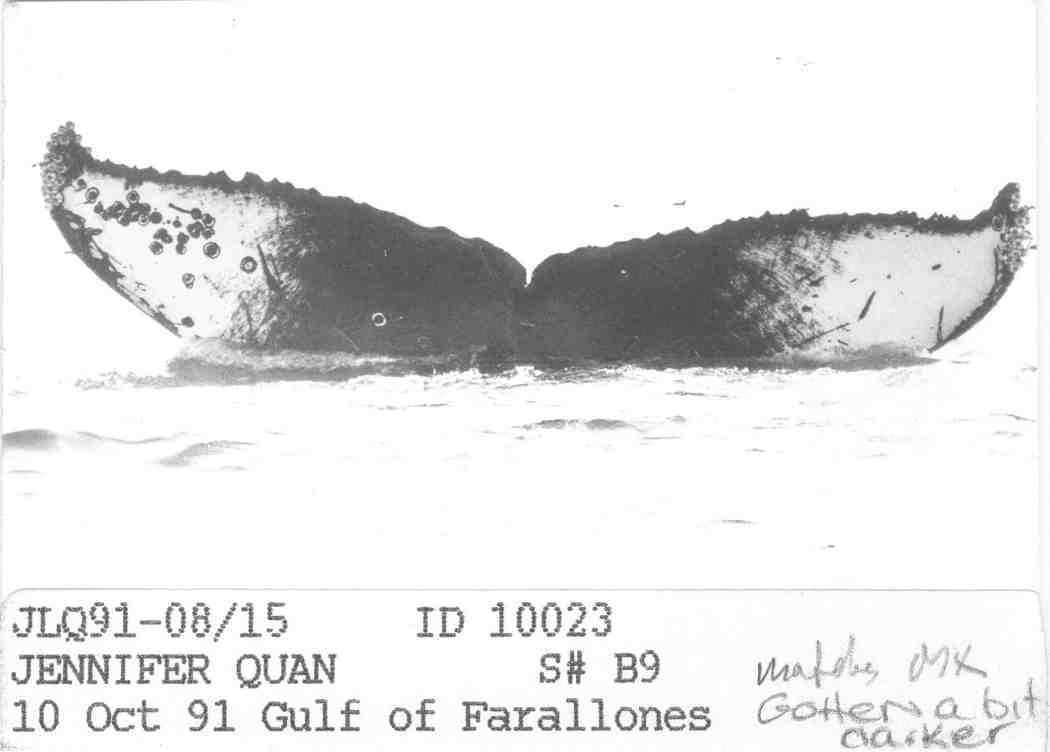 JLQ91-08/15 ID 10023
JENNIFER QUAN S# B9
10 Oct 91 Gulf of Farallones
matches MX
Gotten a bit
darker